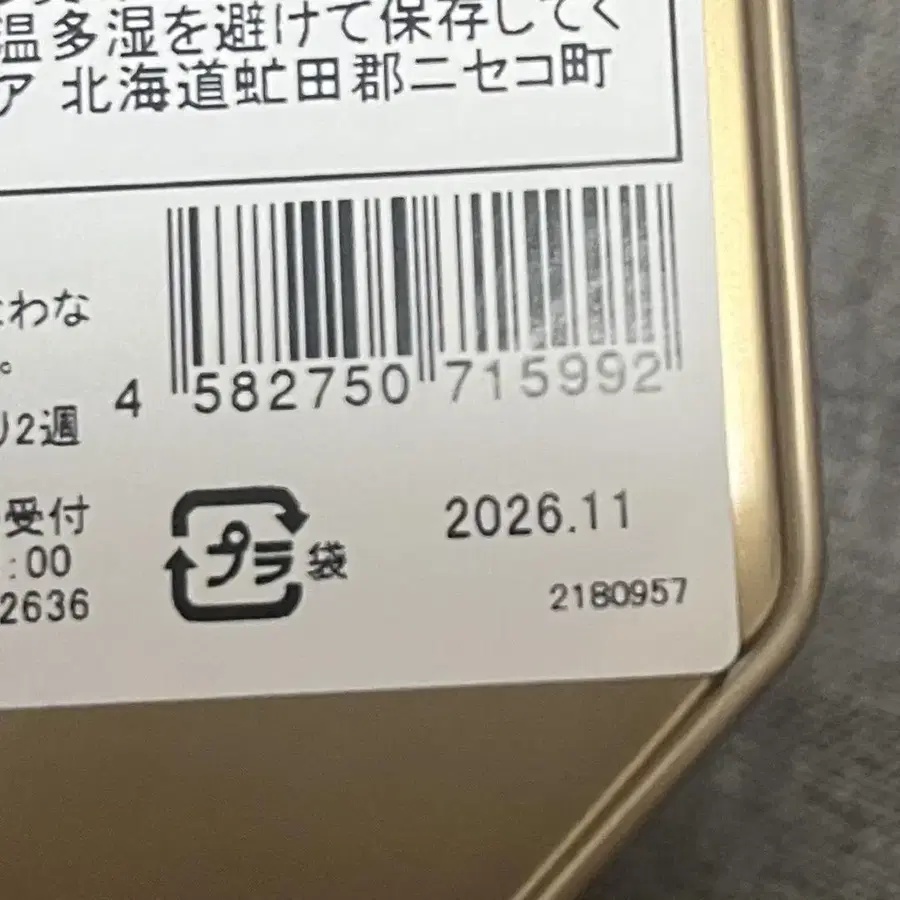 温多湿を避けて保存してく
ア 北海道虻田郡ニセコ町
わな
。
2週
受付
:00
2636
4 582750 715992
プラ 袋
2026.11
2180957